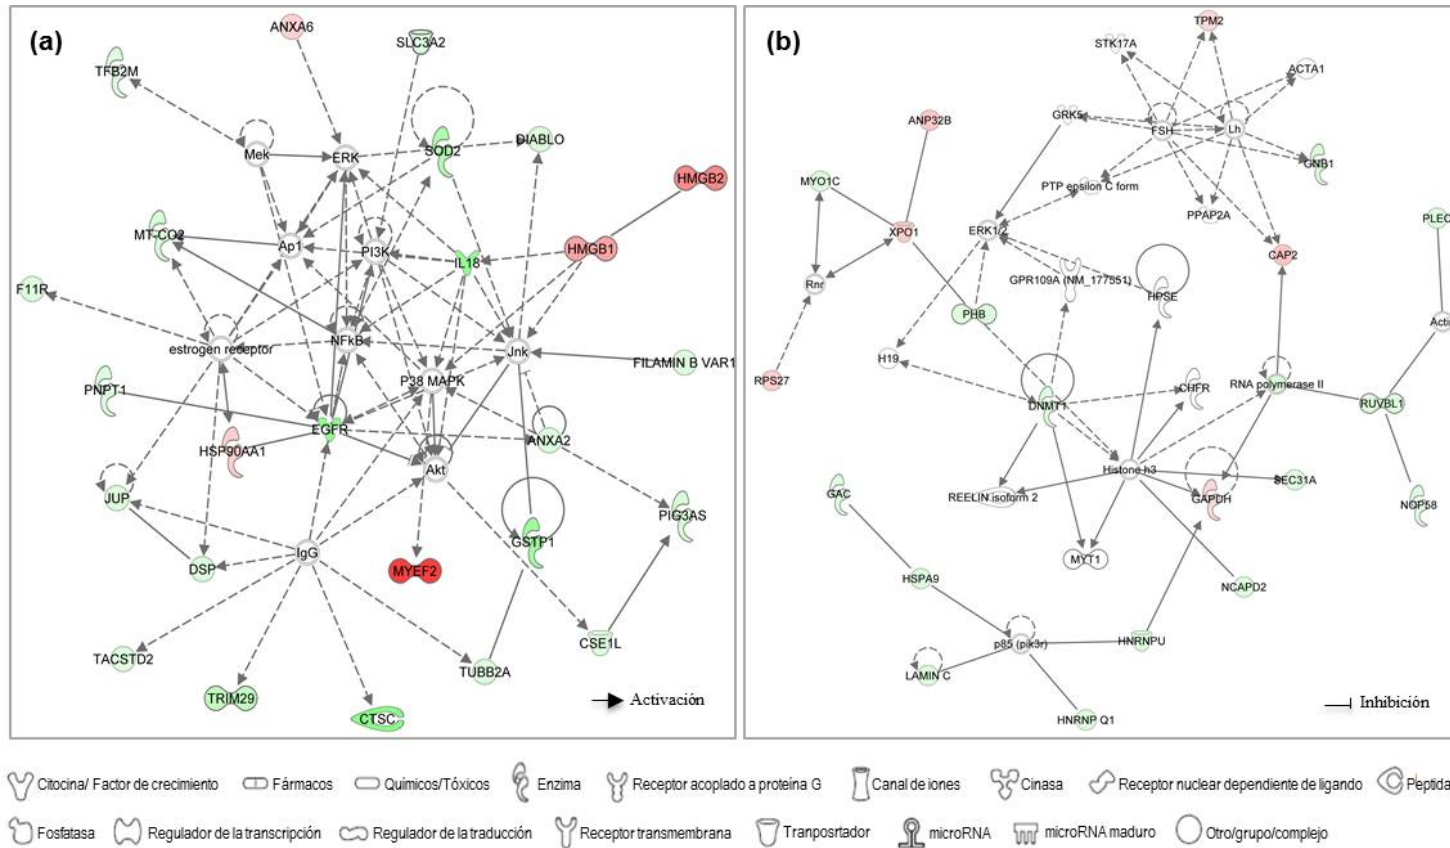 (a)
ANXA6
SLC3A2
TFB2M
Mek
ERK
SOD2
DIABLO
HMGB2
MT-CO2
Ap1
PI3K
IL18
HMGB1
F11R
estrogen receptor
NFkB
Jnk
FILAMIN B VAR1
PNPT1
P38 MAPK
EGFR
ANXA2
HSP90AA1
Akt
JUP
PIG3AS
GSTP1
IgG
DSP
MYEF2
CSE1L
TACSTD2
TUBB2A
TRIM29
CTSC
Activación
(b)
TPM2
STK17A
ACTA1
ANP32B
GRK5
FSH
Lh
GNB1
MYO1C
PTP epsilon C form
PPAP2A
PLEC
XPO1
ERK1/2
CAP2
Rnr
GPR109A (NM_177551)
HPSE
PHB
Acti
H19
RPS27
CHFR
RNA polymerase II
DNMT1
RUVBL1
Histone h3
REELIN isoform 2
GAC
GAPDH
SEC31A
NOP58
MYT1
HSPA9
NCAPD2
p85 (pik3r)
HNRNPU
LAMIN C
HNRNP Q1
Inhibición
Citocina/ Factor de crecimiento Fármacos Químicos/Tóxicos Enzima Receptor acoplado a proteína G Canal de iones Cinasa Receptor nuclear dependiente de ligando Peptida
Fosfatasa Regulador de la transcripción Regulador de la traducción Receptor transmembrana Tranpositador microRNA microRNA maduro Otro/grupo/complejo